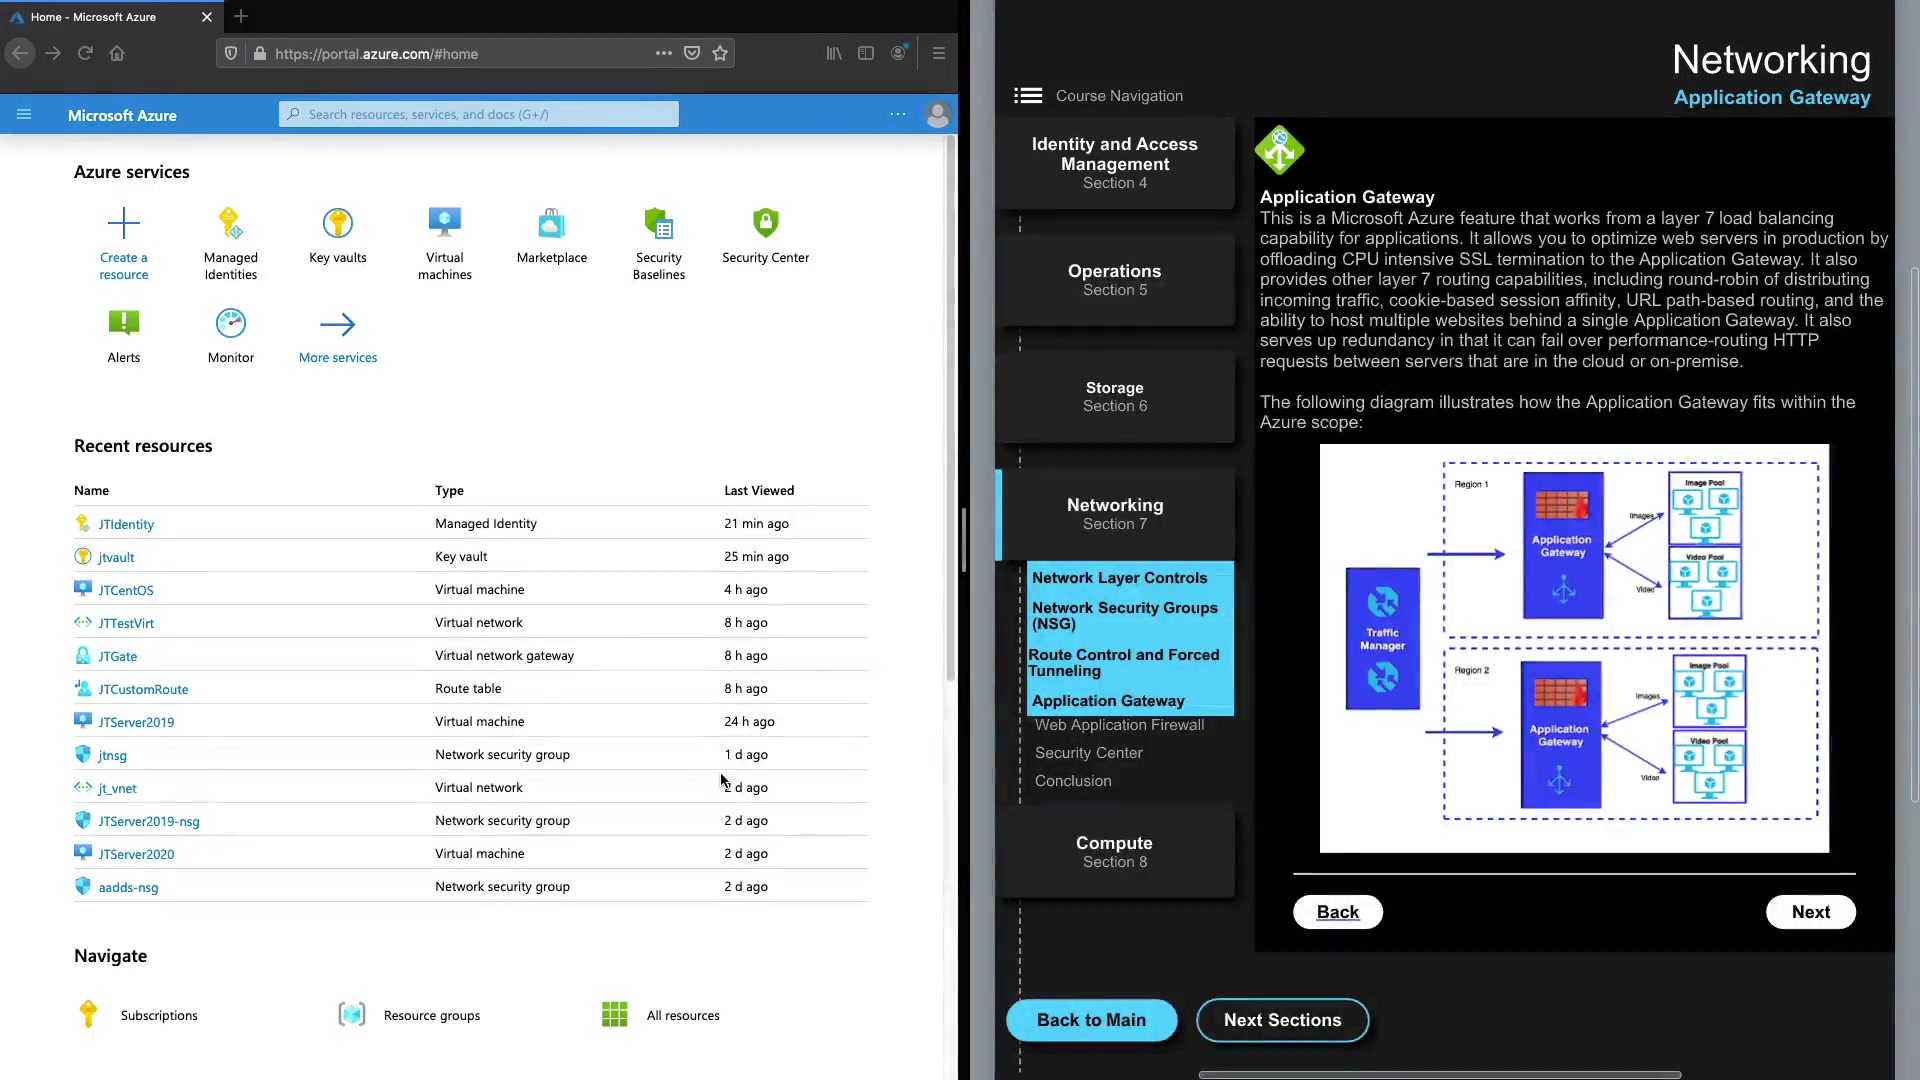 Home - Microsoft Azure
https://portal.azure.com/#home
Microsoft Azure
Search resources, services, and docs (G+/)
Azure services
Create a
resource
Managed
Identities
Key vaults
Virtual
machines
Marketplace
Security
Baselines
Security Center
Alerts
Monitor
More services
Recent resources
Name Type Last Viewed
JTIdentity Managed Identity 21 min ago
jtvault Key vault 25 min ago
JTCentOS Virtual machine 4 h ago
JTTestVirt Virtual network 8 h ago
JTGate Virtual network gateway 8 h ago
JTCustomRoute Route table 8 h ago
JTServer2019 Virtual machine 24 h ago
jtnsg Network security group 1 d ago
jt_vnet Virtual network 2 d ago
JTServer2019-nsg Network security group 2 d ago
JTServer2020 Virtual machine 2 d ago
aadds-nsg Network security group 2 d ago
Navigate
Subscriptions
Resource groups
All resources
Networking
Application Gateway
Course Navigation
Identity and Access
Management
Section 4
Operations
Section 5
Storage
Section 6
Networking
Section 7
Network Layer Controls
Network Security Groups
(NSG)
Route Control and Forced
Tunneling
Application Gateway
Web Application Firewall
Security Center
Conclusion
Compute
Section 8
Application Gateway
This is a Microsoft Azure feature that works from a layer 7 load balancing
capability for applications. It allows you to optimize web servers in production by
offloading CPU intensive SSL termination to the Application Gateway. It also
provides other layer 7 routing capabilities, including round-robin of distributing
incoming traffic, cookie-based session affinity, URL path-based routing, and the
ability to host multiple websites behind a single Application Gateway. It also
serves up redundancy in that it can fail over performance-routing HTTP
requests between servers that are in the cloud or on-premise.
The following diagram illustrates how the Application Gateway fits within the
Azure scope:
Traffic
Manager
Region 1
Application
Gateway
Images
Video
Image Pool
Video Pool
Region 2
Application
Gateway
Images
Video
Image Pool
Video Pool
Back
Next
Back to Main
Next Sections